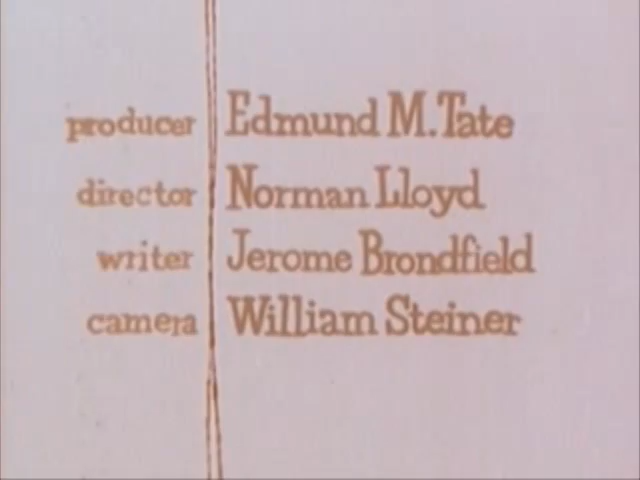 producer Edmund M. Tate
director Norman Lloyd
writer Jerome Brondfield
camera William Steiner